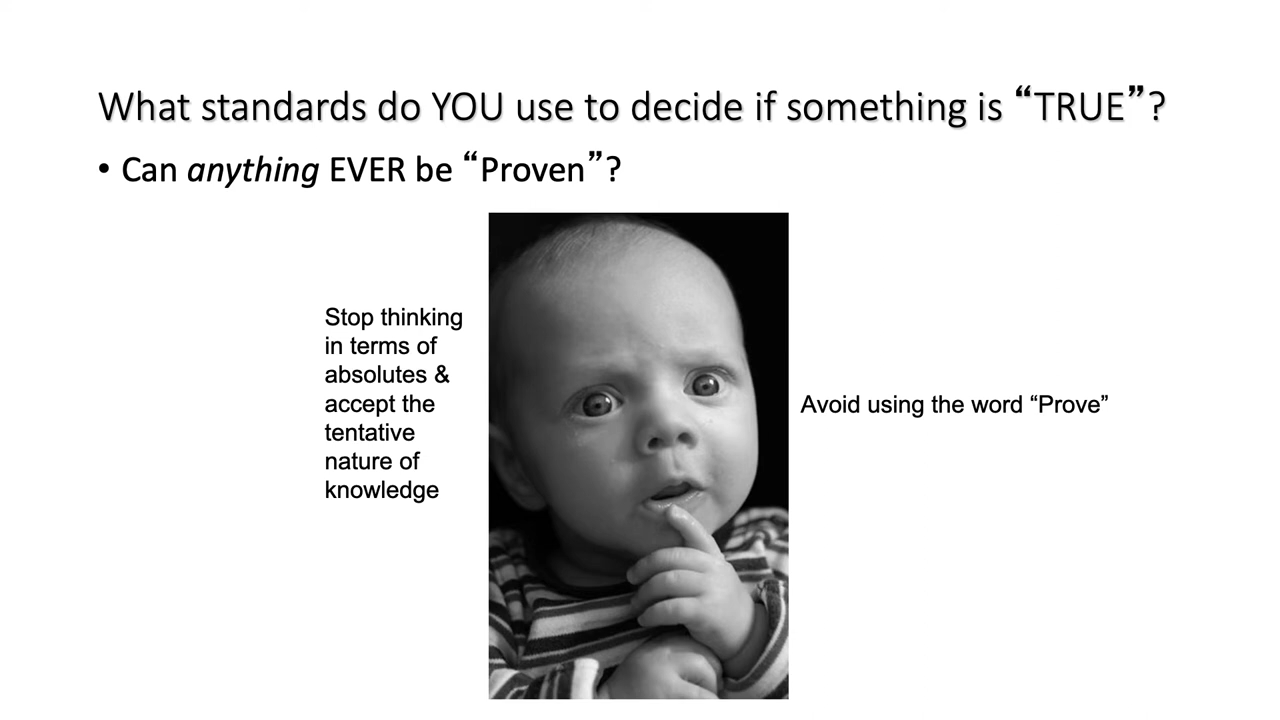 What standards do YOU use to decide if something is “TRUE”?
• Can anything EVER be “Proven”?
Stop thinking
in terms of
absolutes &
accept the
tentative
nature of
knowledge
Avoid using the word “Prove”